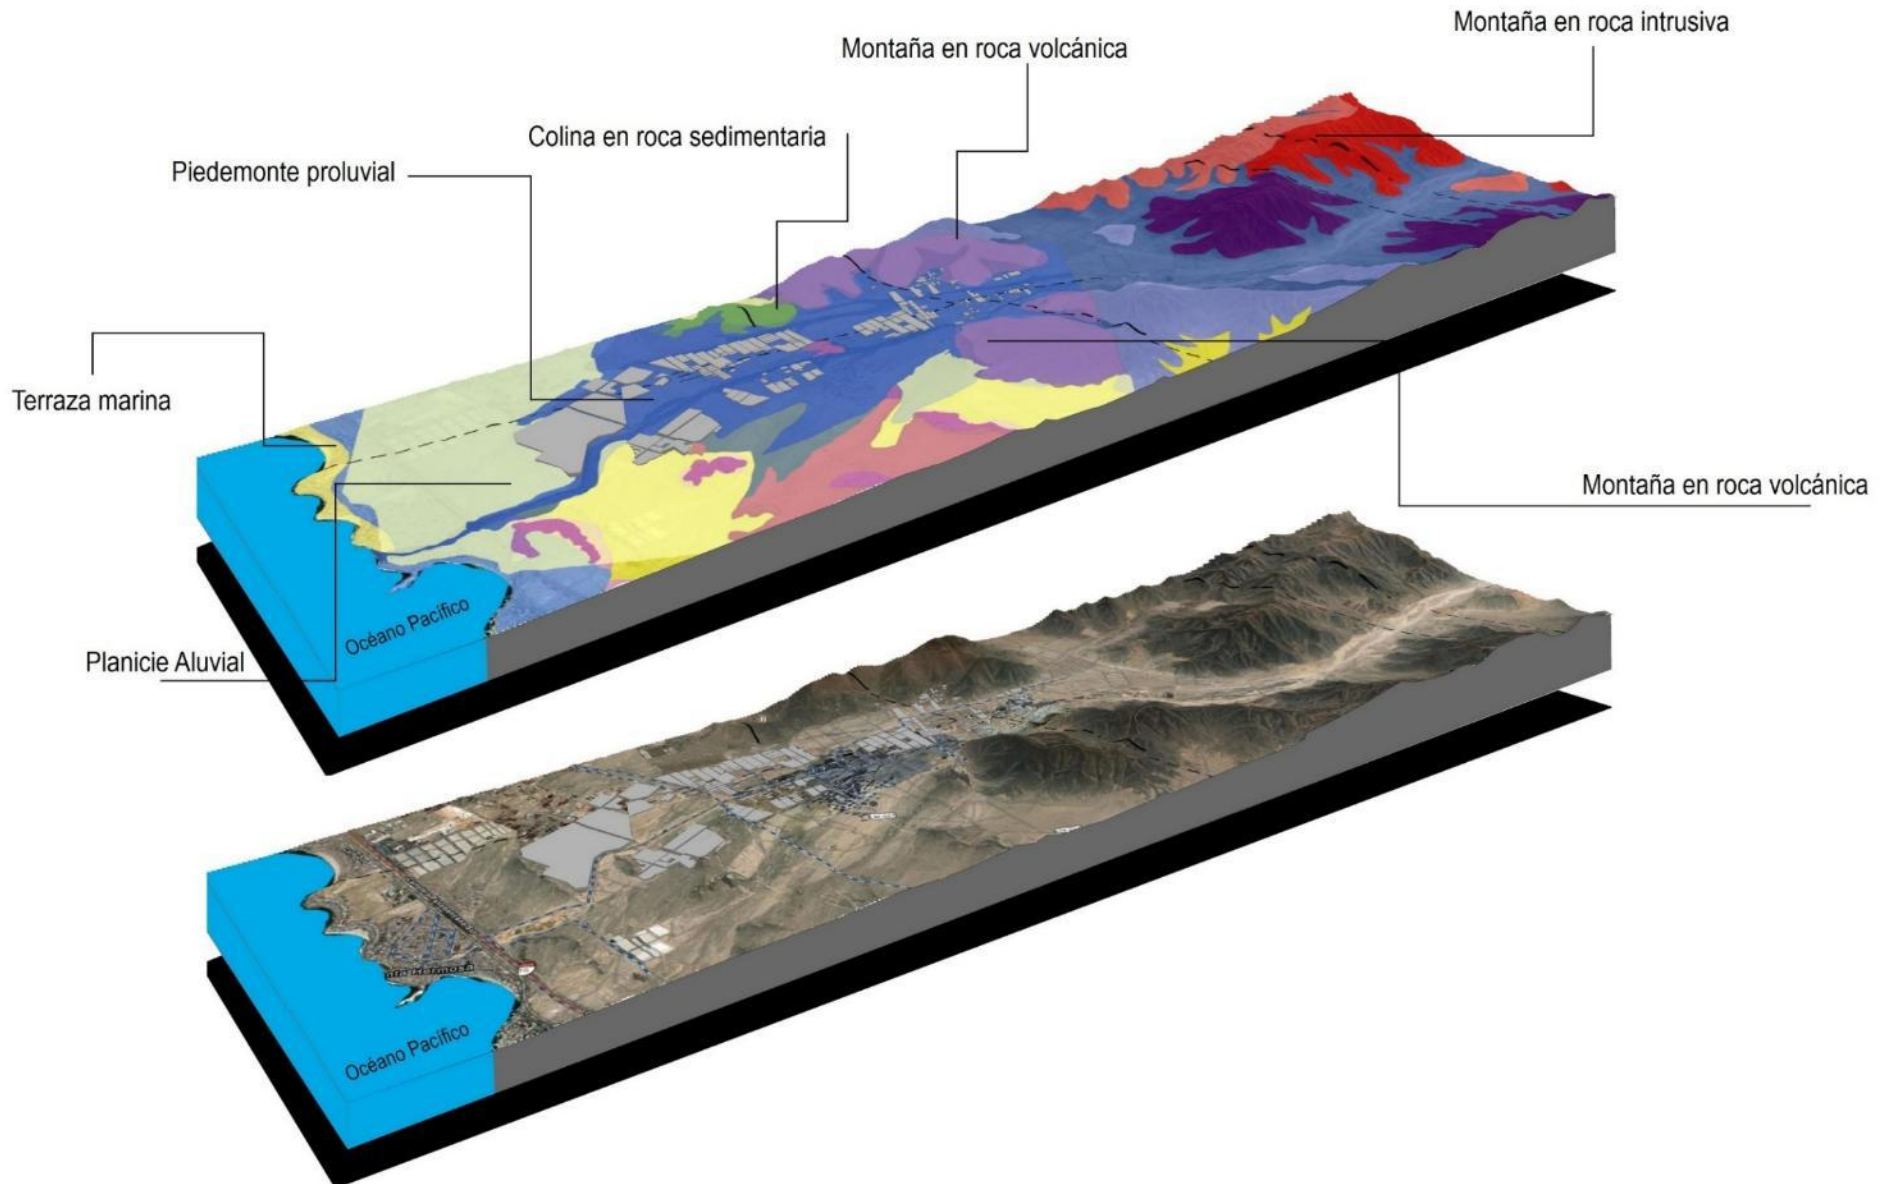 Montaña en roca intrusiva
Montaña en roca volcánica
Colina en roca sedimentaria
Piedemonte proluvial
Terraza marina
Montaña en roca volcánica
Océano Pacífico
Planicie Aluvial
Hermosa
Océano Pacífico